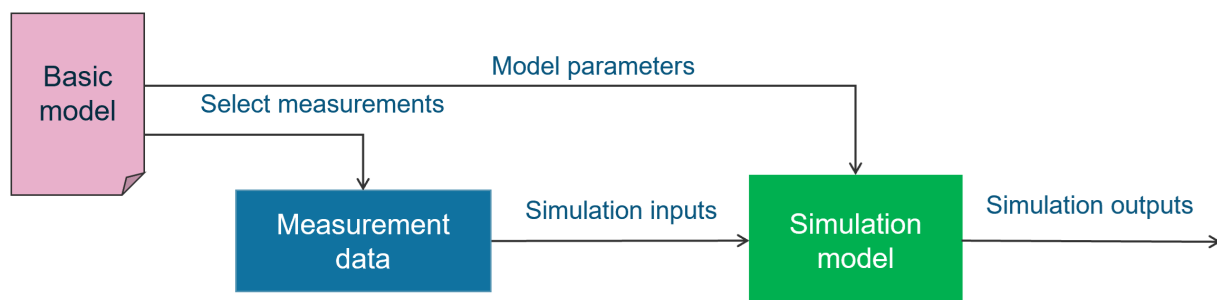 Basic
model
Model parameters
Select measurements
Measurement
data
Simulation inputs
Simulation
model
Simulation outputs